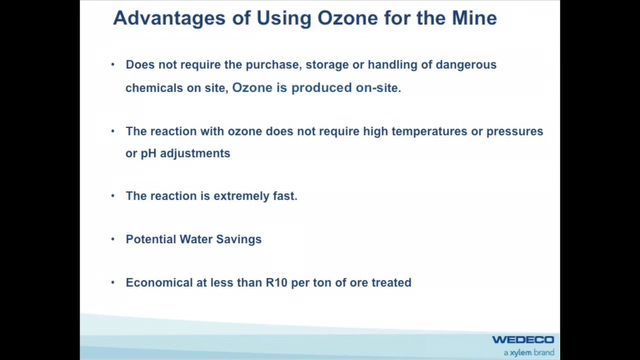 Advantages of Using Ozone for the Mine
• Does not require the purchase, storage or handling of dangerous
chemicals on site, Ozone is produced on-site.
• The reaction with ozone does not require high temperatures or pressures
or pH adjustments
• The reaction is extremely fast.
• Potential Water Savings
• Economical at less than R10 per ton of ore treated
WEDECO
a xylem brand